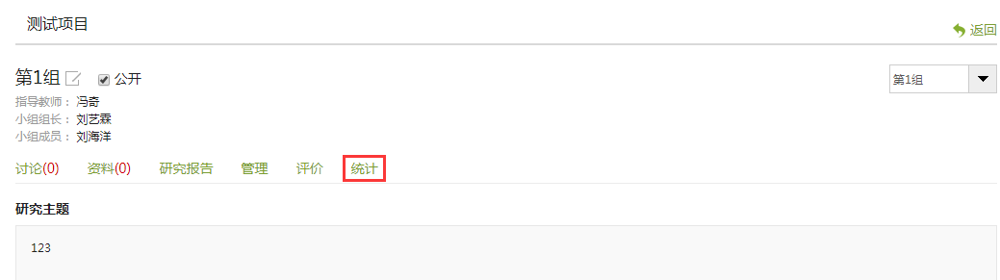 测试项目
返回
第1组 公开
第1组
指导教师： 冯奇
小组组长： 刘艺霖
小组成员： 刘海洋
讨论(0) 资料(0) 研究报告 管理 评价 统计
研究主题
123